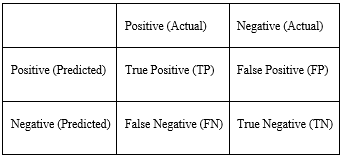 Positive (Actual) Negative (Actual)
Positive (Predicted) True Positive (TP) False Positive (FP)
Negative (Predicted) False Negative (FN) True Negative (TN)